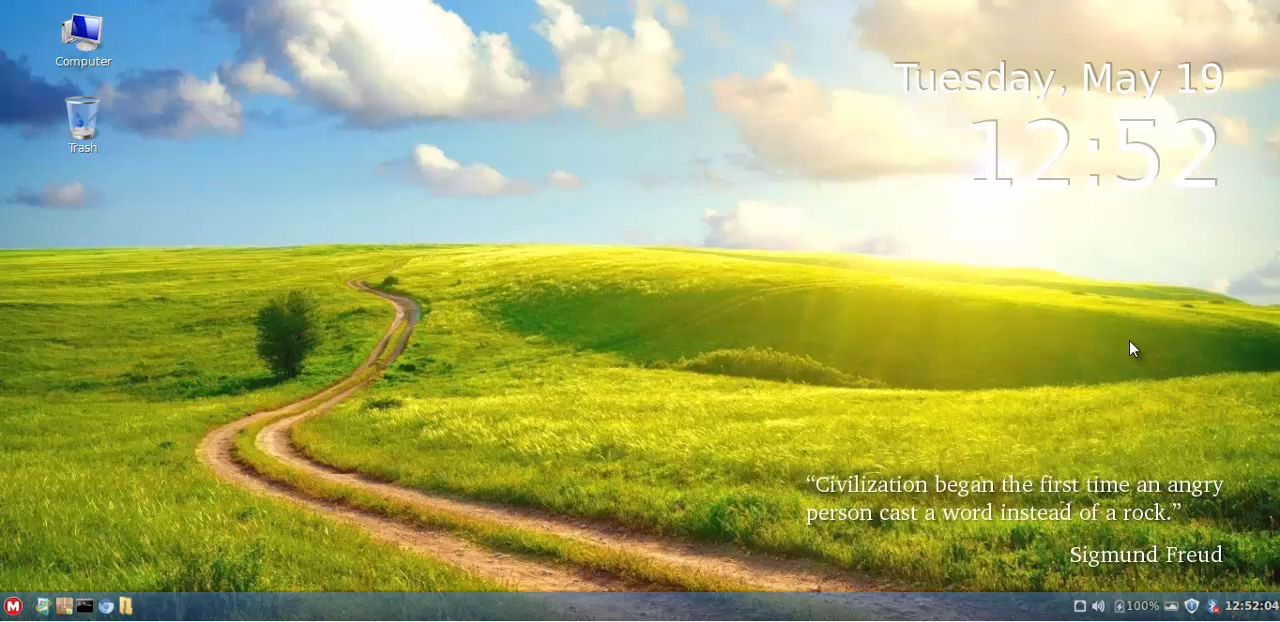 Computer
Trash
Tuesday, May 19
12:52
“Civilization began the first time an angry
person cast a word instead of a rock.”
Sigmund Freud
M
100%
12:52:04